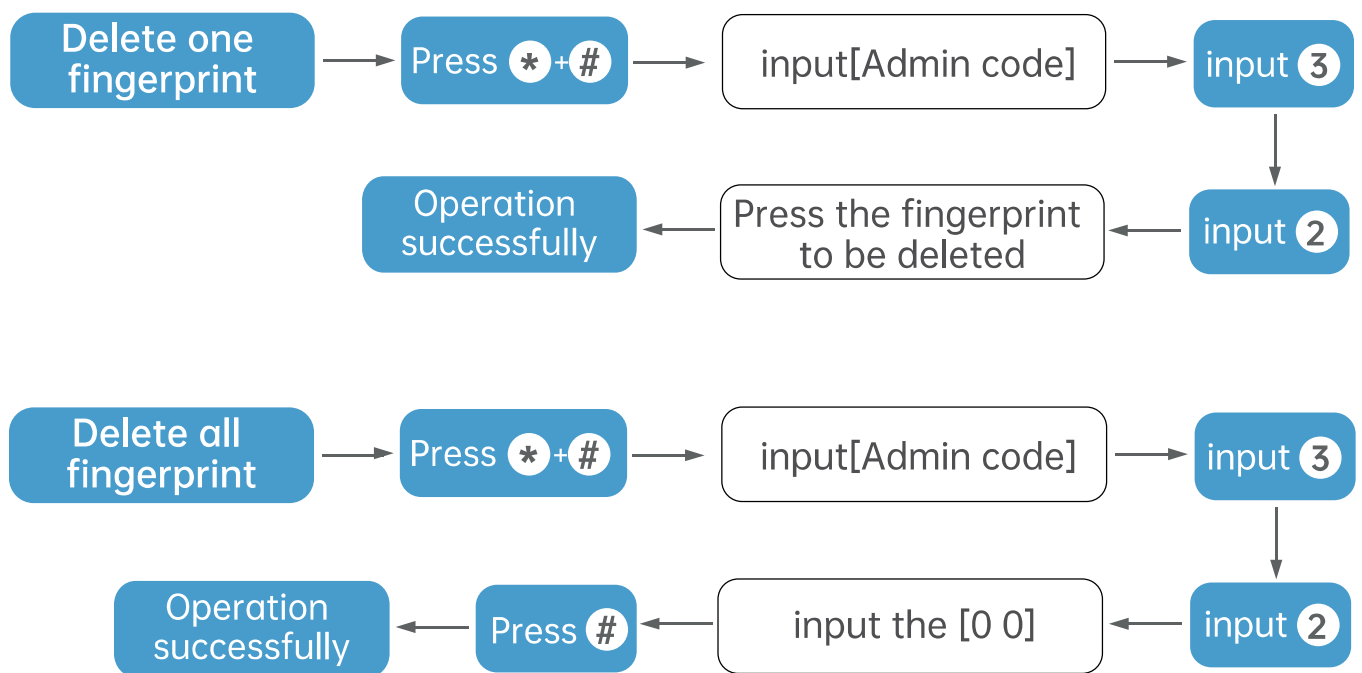 Delete one
fingerprint
Press * + #
input[Admin code]
input 3
input 2
Press the fingerprint
to be deleted
Operation
successfully
Delete all
fingerprint
Press * + #
input[Admin code]
input 3
input 2
input the [0 0]
Press #
Operation
successfully